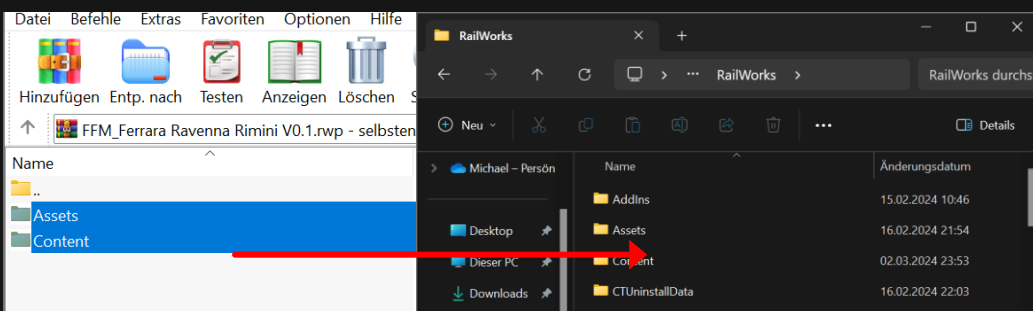 Datei Befehle Extras Favoriten Optionen Hilfe
Hinzufügen Entp. nach Testen Anzeigen Löschen
FFM_Ferrara Ravenna Rimini V0.1.rwp - selbsten
Name
..
Assets
Content
RailWorks
RailWorks
RailWorks durchs
Neu
Details
Michael – Persön
Desktop
Dieser PC
Downloads
Name Änderungsdatum
AddIns 15.02.2024 10:46
Assets 16.02.2024 21:54
Content 02.03.2024 23:53
CTUninstallData 16.02.2024 22:03